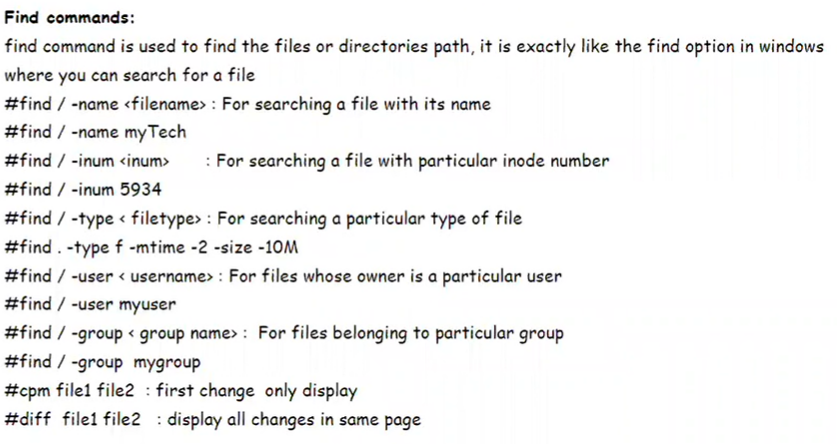 Find commands:
find command is used to find the files or directories path, it is exactly like the find option in windows
where you can search for a file
#find / -name <filename> : For searching a file with its name
#find / -name myTech
#find / -inum <inum> : For searching a file with particular inode number
#find / -inum 5934
#find / -type < filetype> : For searching a particular type of file
#find . -type f -mtime -2 -size -10M
#find / -user < username> : For files whose owner is a particular user
#find / -user myuser
#find / -group < group name> : For files belonging to particular group
#find / -group mygroup
#cpm file1 file2 : first change only display
#diff file1 file2 : display all changes in same page